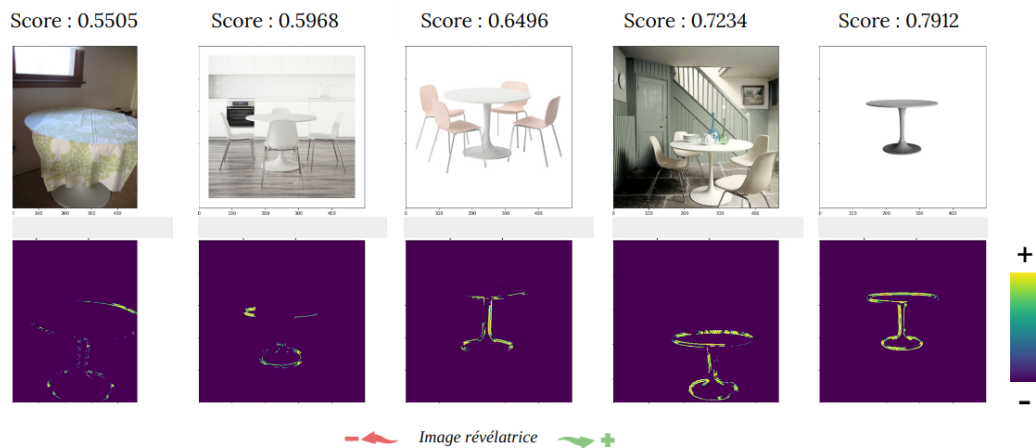 Score : 0.5505 Score : 0.5968 Score : 0.6496 Score : 0.7234 Score : 0.7912
+
−
− Image révélatrice +